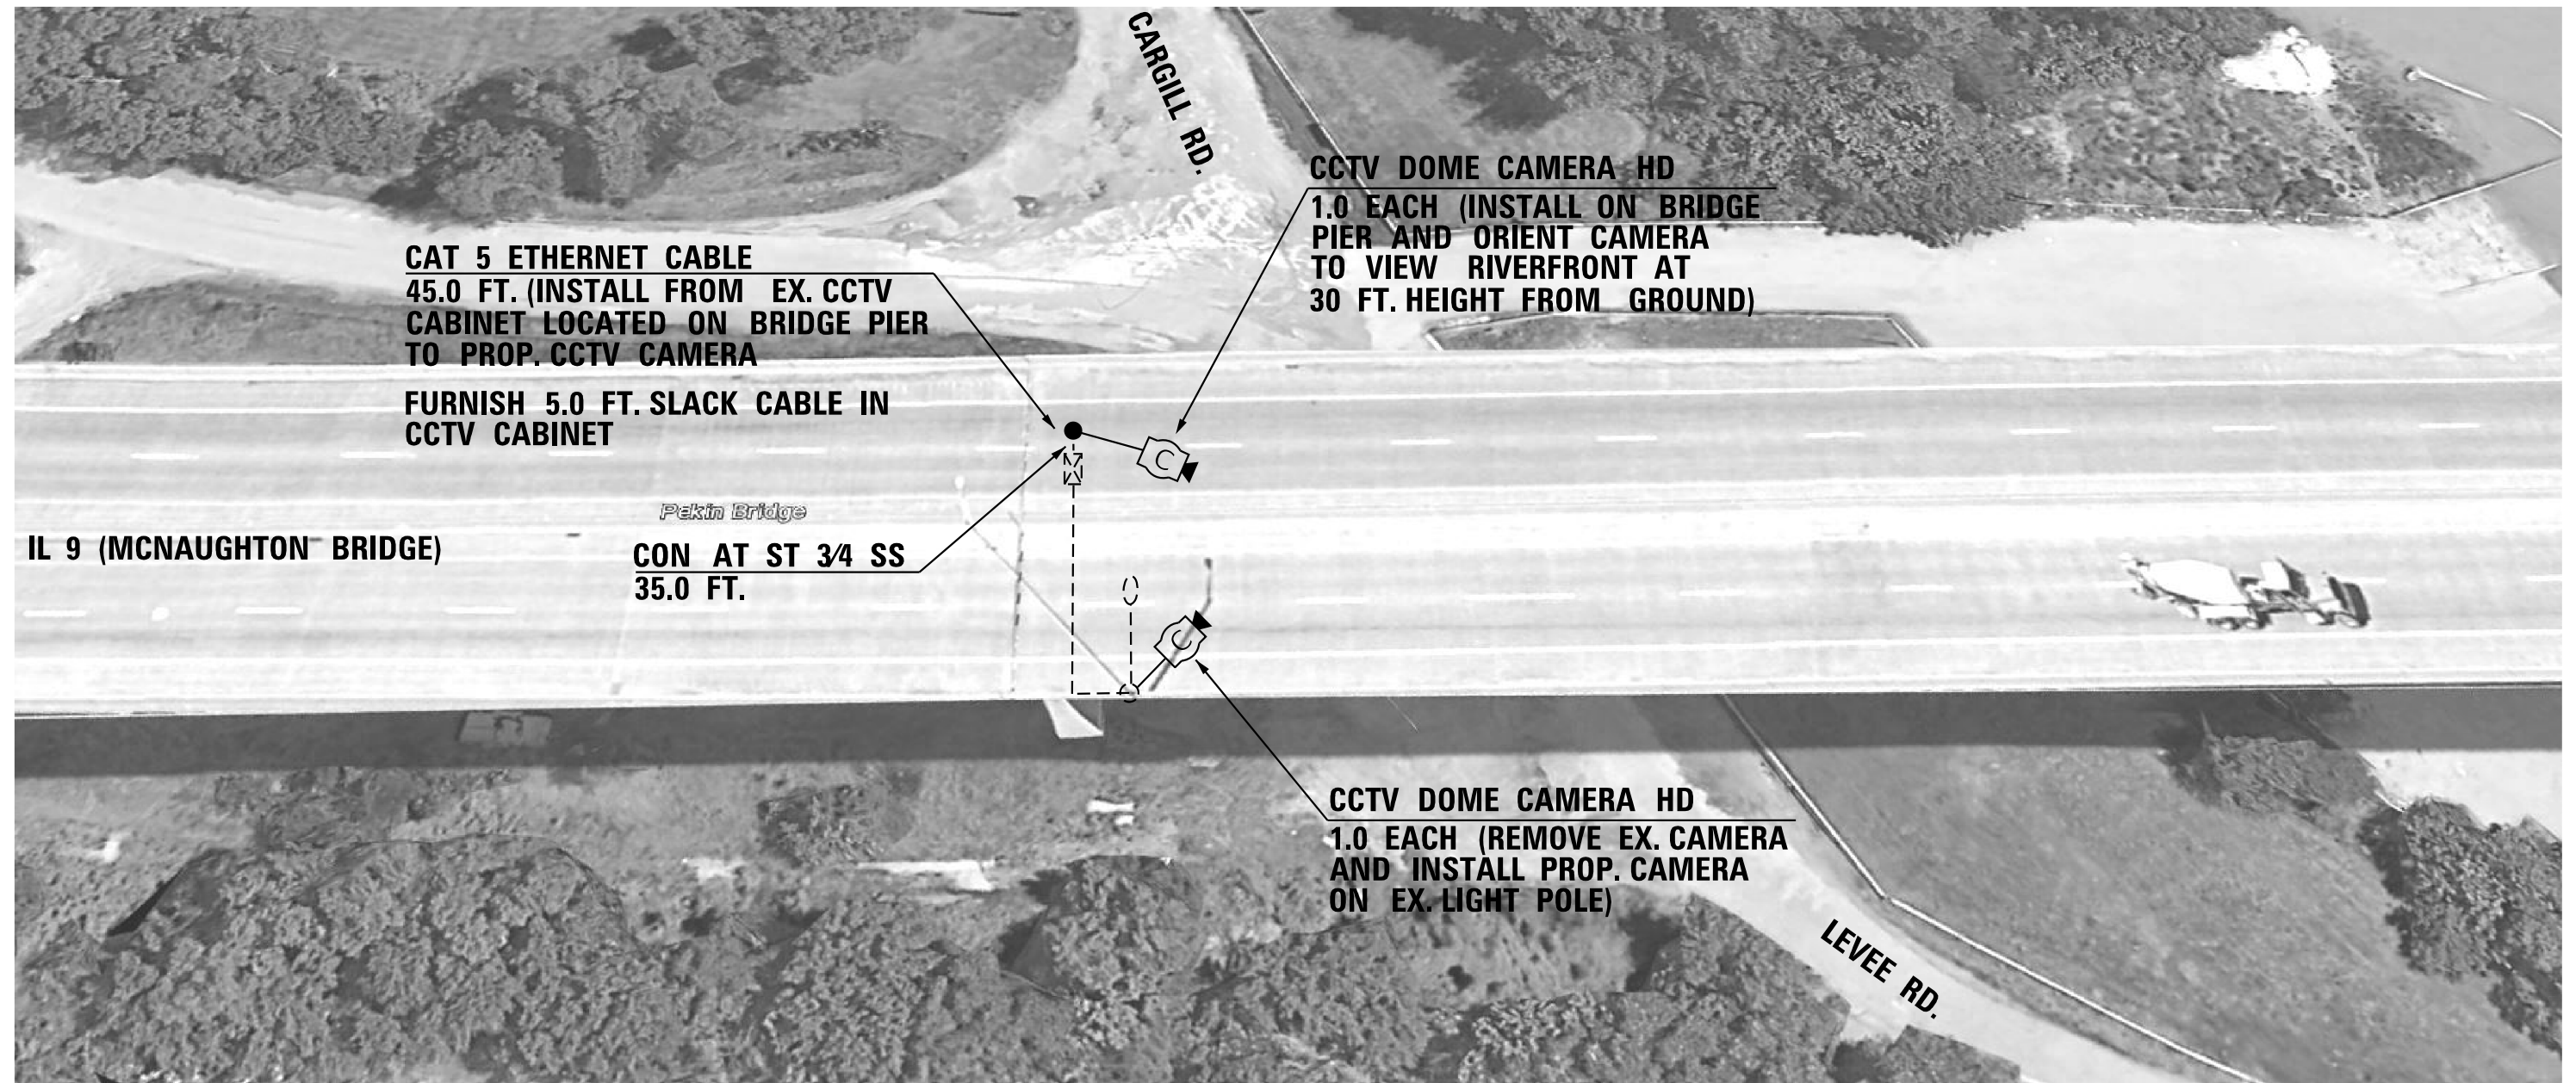 CARGILL RD.
CCTV DOME CAMERA HD
1.0 EACH (INSTALL ON BRIDGE
PIER AND ORIENT CAMERA
TO VIEW RIVERFRONT AT
30 FT. HEIGHT FROM GROUND)
CAT 5 ETHERNET CABLE
45.0 FT. (INSTALL FROM EX. CCTV
CABINET LOCATED ON BRIDGE PIER
TO PROP. CCTV CAMERA
FURNISH 5.0 FT. SLACK CABLE IN
CCTV CABINET
C
Pekin Bridge
IL 9 (MCNAUGHTON BRIDGE)
CON AT ST 3/4 SS
35.0 FT.
C
CCTV DOME CAMERA HD
1.0 EACH (REMOVE EX. CAMERA
AND INSTALL PROP. CAMERA
ON EX. LIGHT POLE)
LEVEE RD.